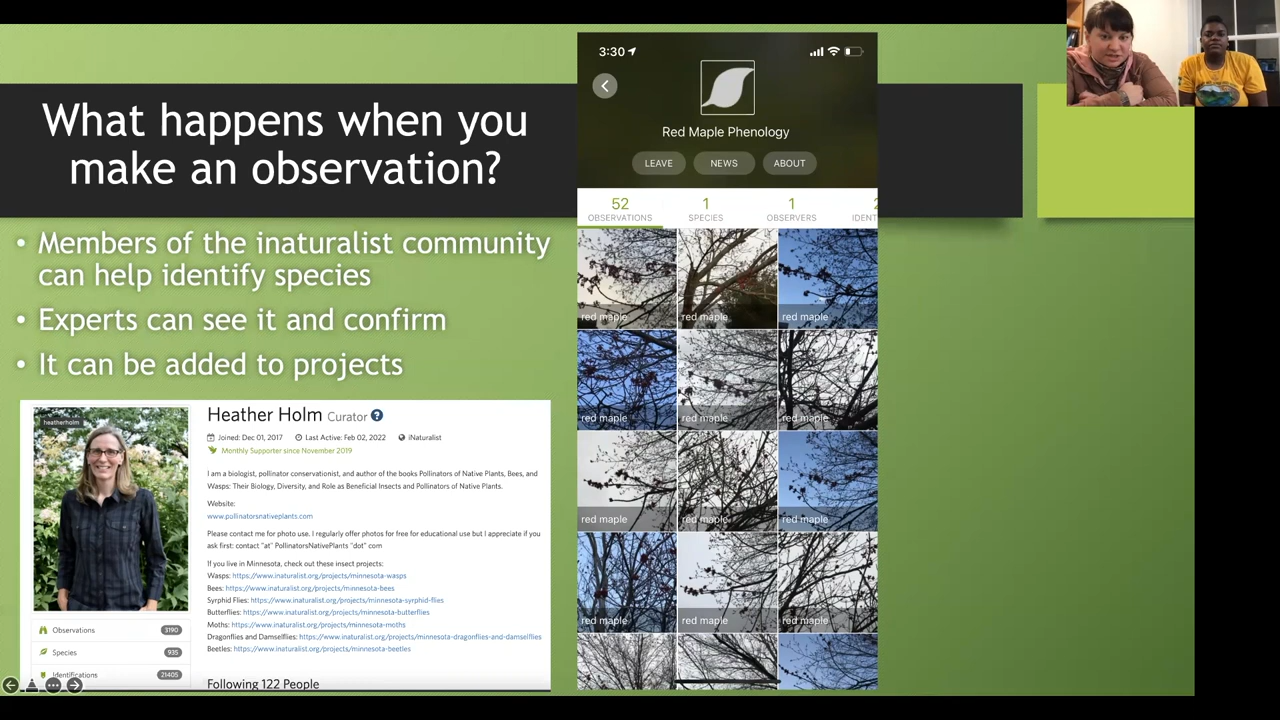 What happens when you
make an observation?
• Members of the inaturalist community
can help identify species
• Experts can see it and confirm
• It can be added to projects
heatherholm
Heather Holm Curator ?
Joined: Dec 01, 2017 Last Active: Feb 02, 2022 iNaturalist
Monthly Supporter since November 2019
I am a biologist, pollinator conservationist, and author of the books Pollinators of Native Plants, Bees, and
Wasps: Their Biology, Diversity, and Role as Beneficial Insects and Pollinators of Native Plants.
Website:
www.pollinatorsnativeplants.com
Please contact me for photo use. I regularly offer photos for free for educational use but I appreciate if you
ask first: contact "at" PollinatorsNativePlants "dot" com
If you live in Minnesota, check out these insect projects:
Wasps: https://www.inaturalist.org/projects/minnesota-wasps
Bees: https://www.inaturalist.org/projects/minnesota-bees
Syrphid Flies: https://www.inaturalist.org/projects/minnesota-syrphid-flies
Butterflies: https://www.inaturalist.org/projects/minnesota-butterflies
Moths: https://www.inaturalist.org/projects/minnesota-moths
Dragonflies and Damselflies: https://www.inaturalist.org/projects/minnesota-dragonflies-and-damselflies
Beetles: https://www.inaturalist.org/projects/minnesota-beetles
Following 122 People
Observations 3190
Species 935
Identifications 21405
3:30
Red Maple Phenology
LEAVE NEWS ABOUT
52 1 1 2
OBSERVATIONS SPECIES OBSERVERS IDENT
red maple red maple red maple
red maple red maple red maple
red maple red maple red maple
red maple red maple red maple